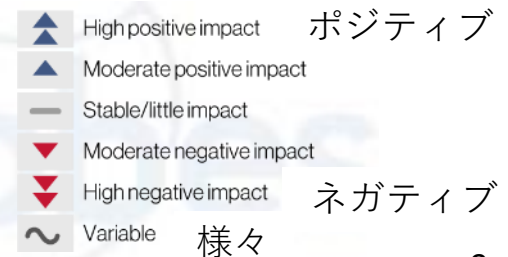 High positive impact ポジティブ
Moderate positive impact
Stable/little impact
Moderate negative impact
High negative impact ネガティブ
Variable 様々